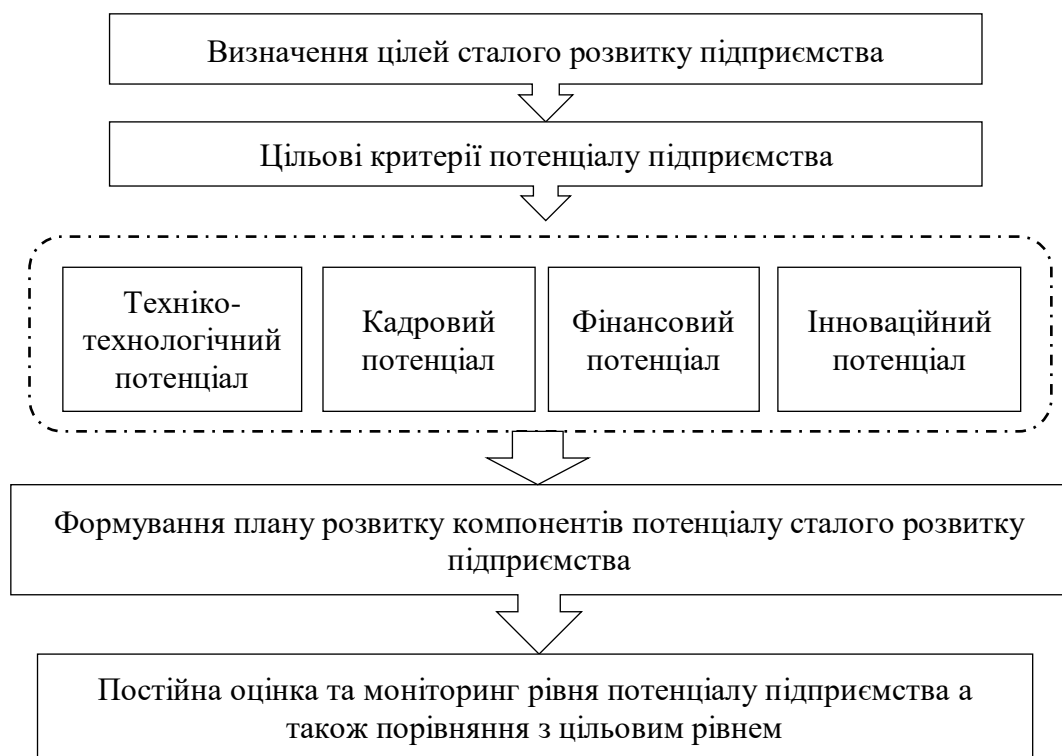 Визначення цілей сталого розвитку підприємства
Цільові критерії потенціалу підприємства
Техніко-
технологічний
потенціал
Кадровий
потенціал
Фінансовий
потенціал
Інноваційний
потенціал
Формування плану розвитку компонентів потенціалу сталого розвитку
підприємства
Постійна оцінка та моніторинг рівня потенціалу підприємства а
також порівняння з цільовим рівнем